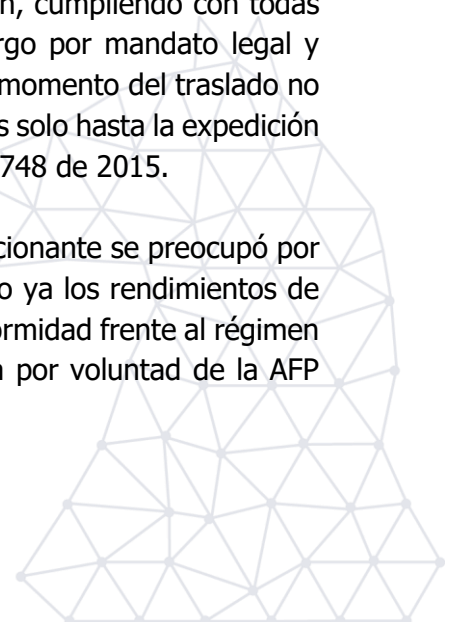 n, cumpliendo con todas
rgo por mandato legal y
momento del traslado no
s solo hasta la expedición
748 de 2015.
cionante se preocupó por
o ya los rendimientos de
ormidad frente al régimen
por voluntad de la AFP